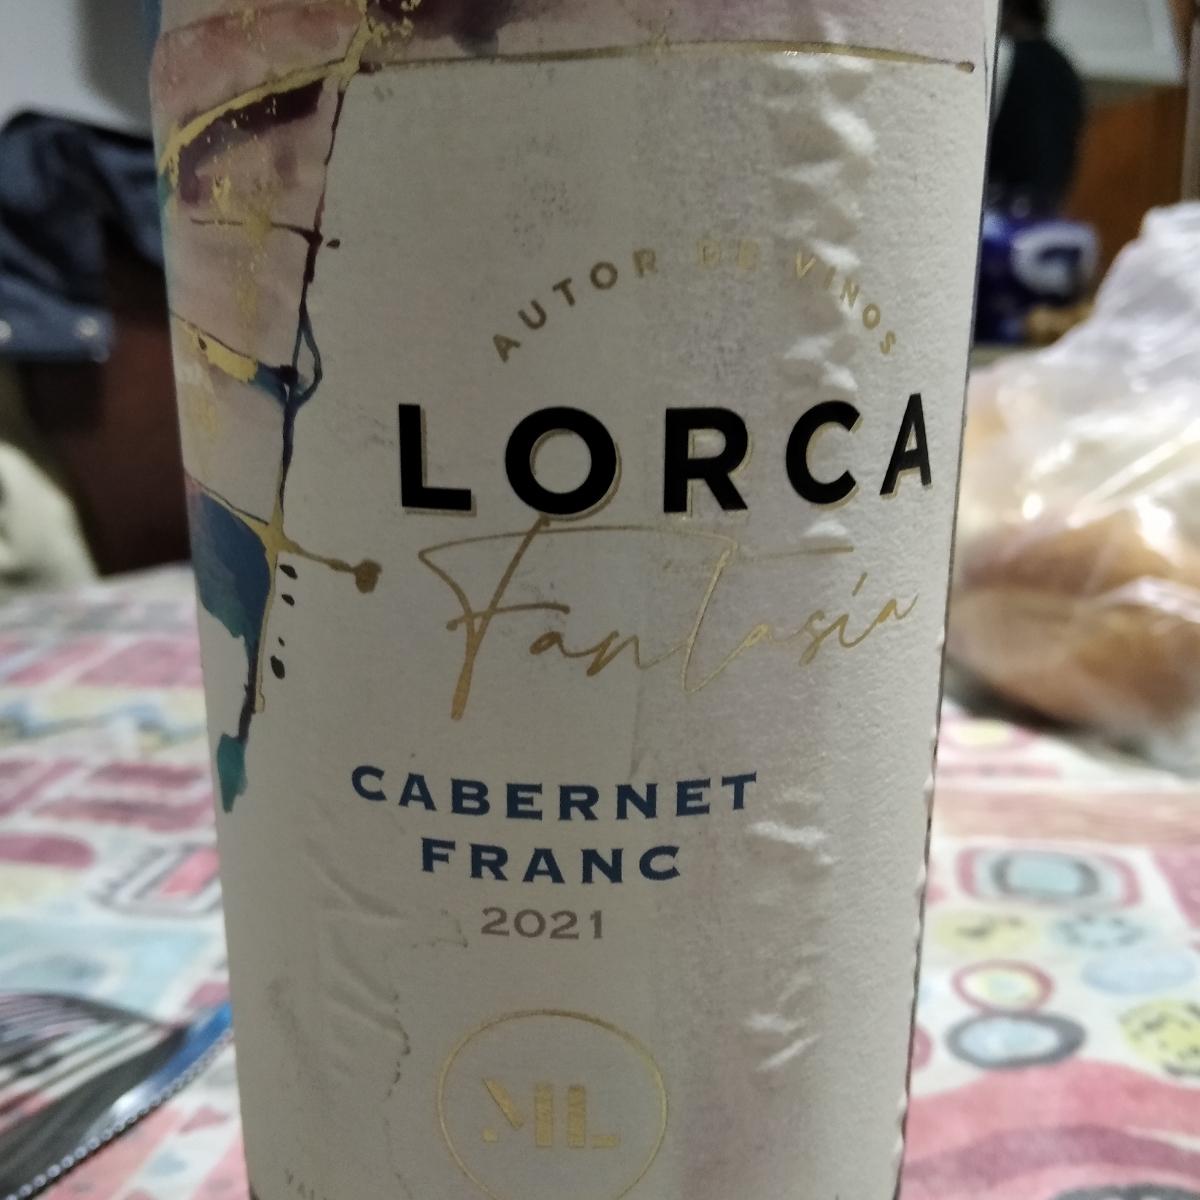 AUTOR DE VINOS
LORCA
Fantasía
CABERNET
FRANC
2021
ML